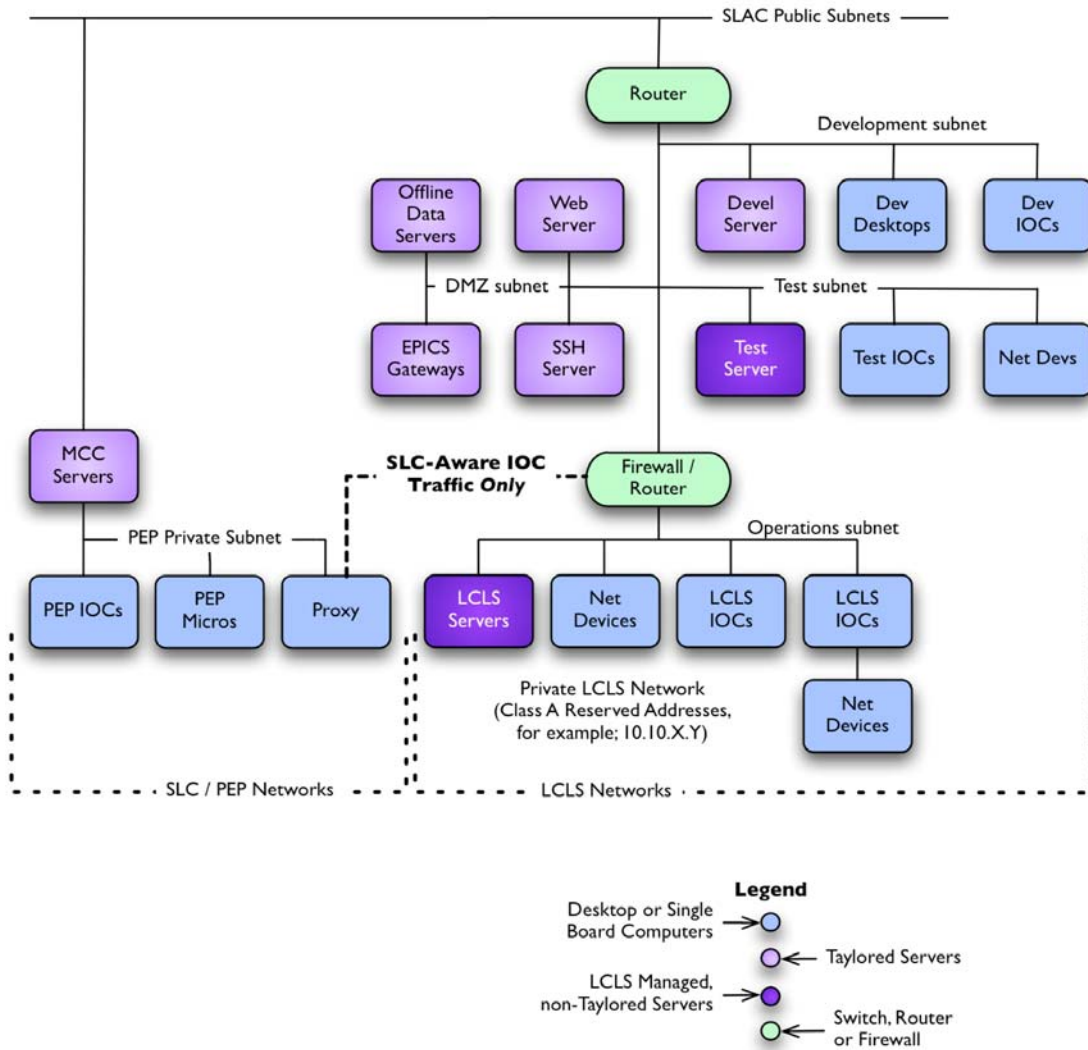 SLAC Public Subnets
Router
Development subnet
Offline
Data
Servers
Web
Server
Devel
Server
Dev
Desktops
Dev
IOCs
DMZ subnet
Test subnet
EPICS
Gateways
SSH
Server
Test
Server
Test IOCs
Net Devs
MCC
Servers
SLC-Aware IOC
Traffic Only
Firewall /
Router
PEP Private Subnet
Operations subnet
PEP IOCs
PEP
Micros
Proxy
LCLS
Servers
Net
Devices
LCLS
IOCs
LCLS
IOCs
Private LCLS Network
(Class A Reserved Addresses,
for example; 10.10.X.Y)
Net
Devices
SLC / PEP Networks
LCLS Networks
Legend
Desktop or Single
Board Computers
Taylored Servers
LCLS Managed,
non-Taylored Servers
Switch, Router
or Firewall